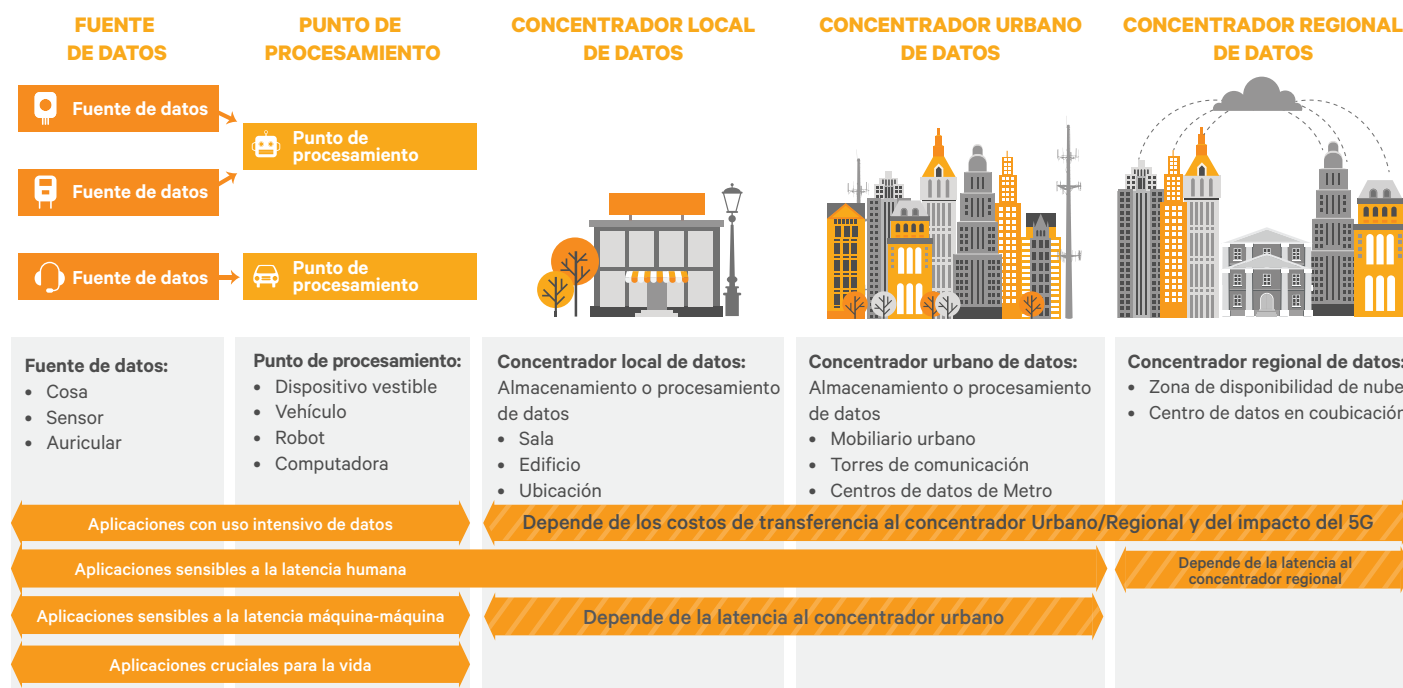 FUENTE
DE DATOS
PUNTO DE
PROCESAMIENTO
CONCENTRADOR LOCAL
DE DATOS
CONCENTRADOR URBANO
DE DATOS
CONCENTRADOR REGIONAL
DE DATOS
Fuente de datos
Fuente de datos
Fuente de datos
Punto de
procesamiento
Punto de
procesamiento
Fuente de datos:
• Cosa
• Sensor
• Auricular
Punto de procesamiento:
• Dispositivo vestible
• Vehículo
• Robot
• Computadora
Concentrador local de datos:
Almacenamiento o procesamiento
de datos
• Sala
• Edificio
• Ubicación
Concentrador urbano de datos:
Almacenamiento o procesamiento
de datos
• Mobiliario urbano
• Torres de comunicación
• Centros de datos de Metro
Concentrador regional de datos:
• Zona de disponibilidad de nube
• Centro de datos en coubicación
Aplicaciones con uso intensivo de datos
Depende de los costos de transferencia al concentrador Urbano/Regional y del impacto del 5G
Aplicaciones sensibles a la latencia humana
Depende de la latencia al
concentrador regional
Aplicaciones sensibles a la latencia máquina-máquina
Depende de la latencia al concentrador urbano
Aplicaciones cruciales para la vida